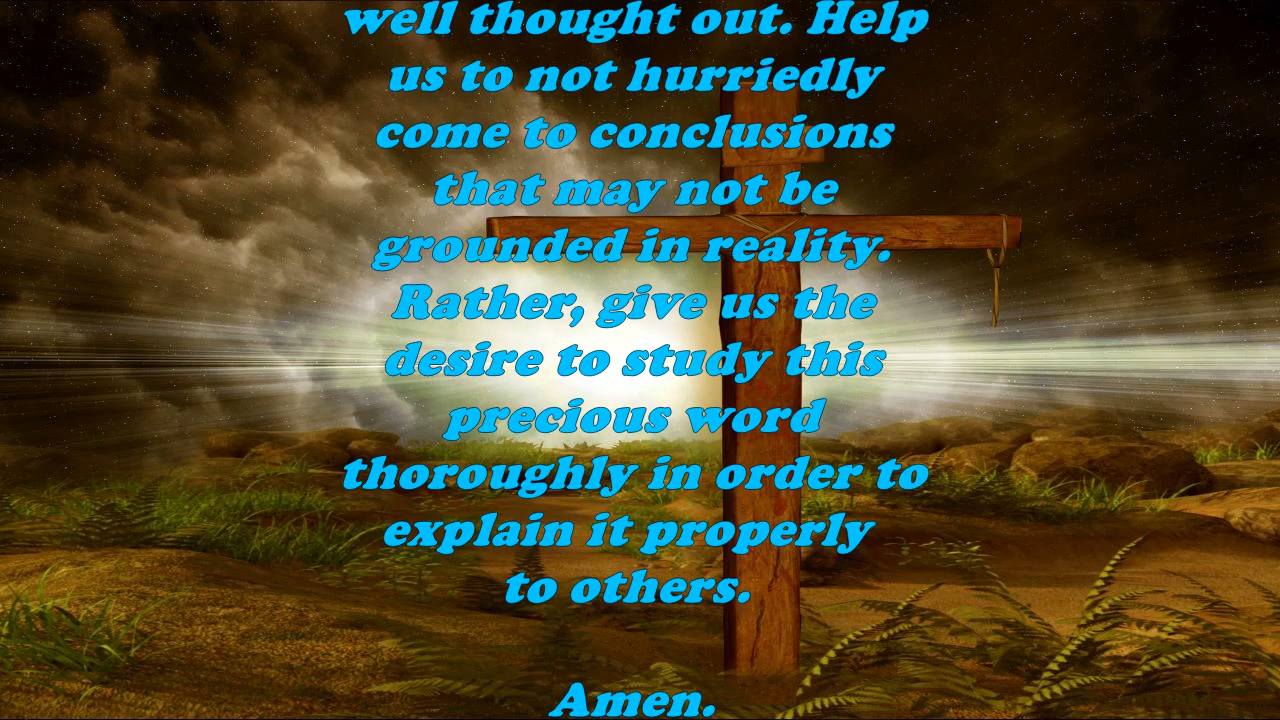 well thought out. Help
us to not hurriedly
come to conclusions
that may not be
grounded in reality.
Rather, give us the
desire to study this
precious word
thoroughly in order to
explain it properly
to others.
Amen.